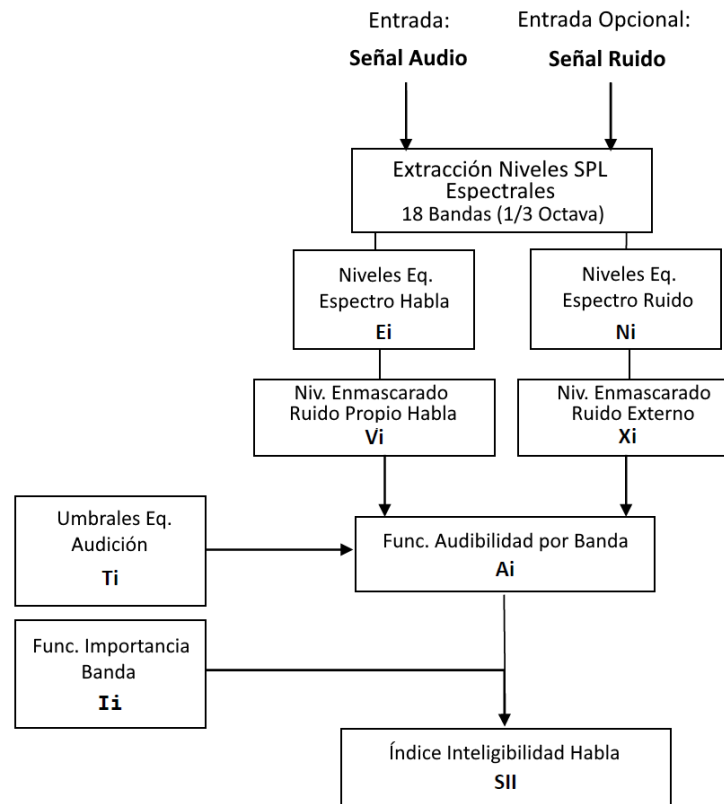 Entrada:
Señal Audio
Entrada Opcional:
Señal Ruido
Extracción Niveles SPL
Espectrales
18 Bandas (1/3 Octava)
Niveles Eq.
Espectro Habla
Ei
Niveles Eq.
Espectro Ruido
Ni
Niv. Enmascarado
Ruido Propio Habla
Vi
Niv. Enmascarado
Ruido Externo
Xi
Umbrales Eq.
Audición
Ti
Func. Audibilidad por Banda
Ai
Func. Importancia
Banda
Ii
Índice Inteligibilidad Habla
SII